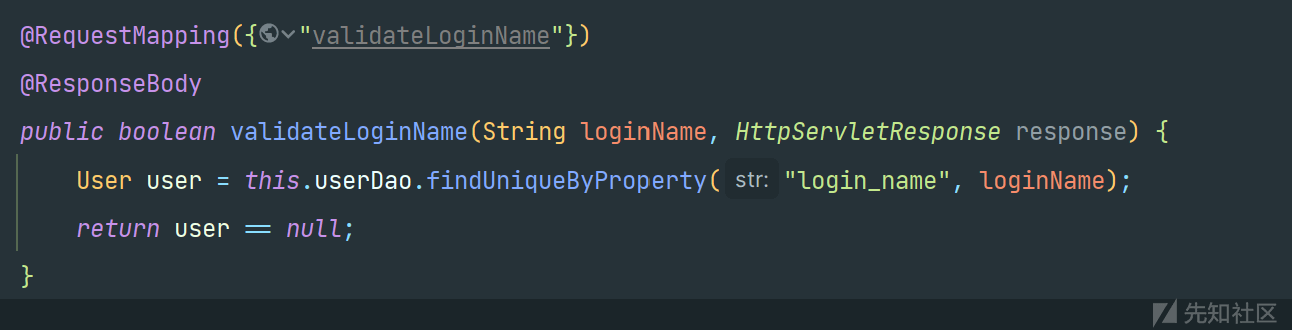 @RequestMapping({"validateLoginName"})
@ResponseBody
public boolean validateLoginName(String loginName, HttpServletResponse response) {
    User user = this.userDao.findUniqueByProperty( str: "login_name", loginName);
    return user == null;
}
先知社区